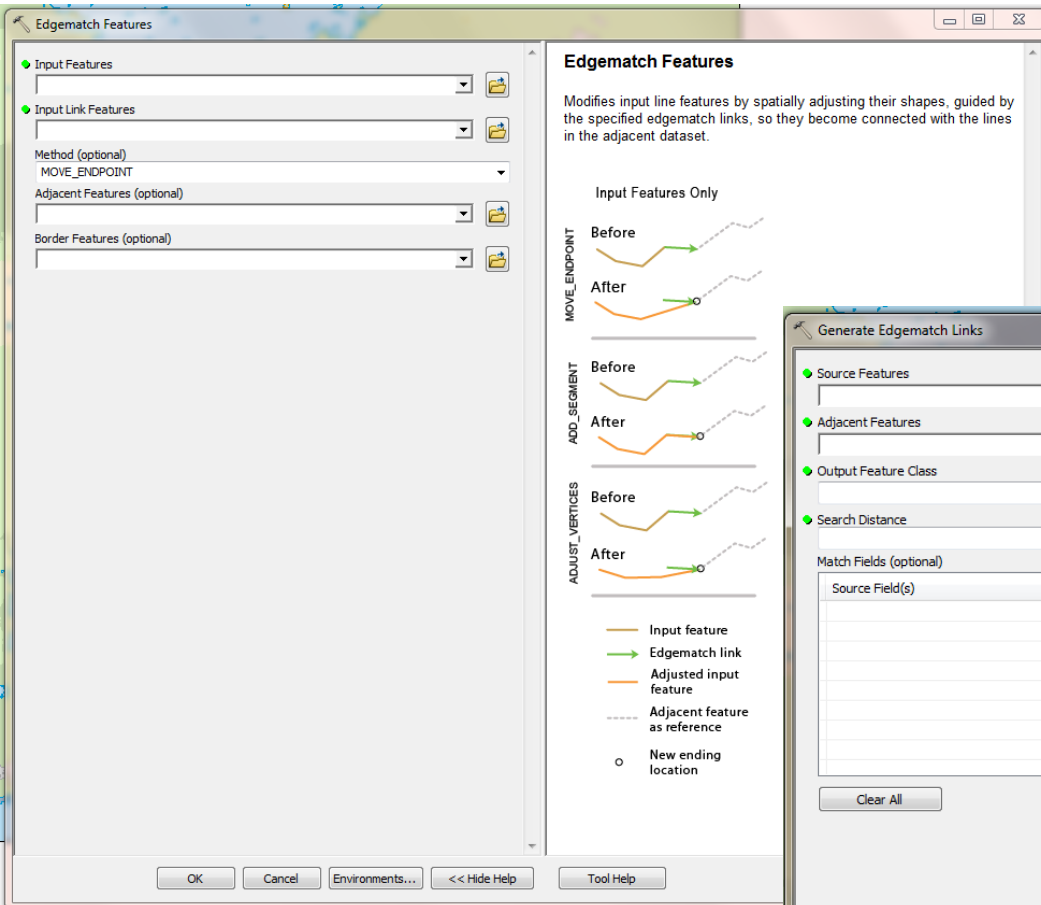 Edgematch Features
Input Features
Input Link Features
Method (optional)
MOVE_ENDPOINT
Adjacent Features (optional)
Border Features (optional)
OK
Cancel
Environments...
<< Hide Help
Tool Help
Edgematch Features
Modifies input line features by spatially adjusting their shapes, guided by
the specified edgematch links, so they become connected with the lines
in the adjacent dataset.
Input Features Only
MOVE_ENDPOINT
Before
After
ADD_SEGMENT
Before
After
ADJUST_VERTICES
Before
After
Input feature
Edgematch link
Adjusted input
feature
Adjacent feature
as reference
New ending
location
Generate Edgematch Links
Source Features
Adjacent Features
Output Feature Class
Search Distance
Match Fields (optional)
Source Field(s)
Clear All